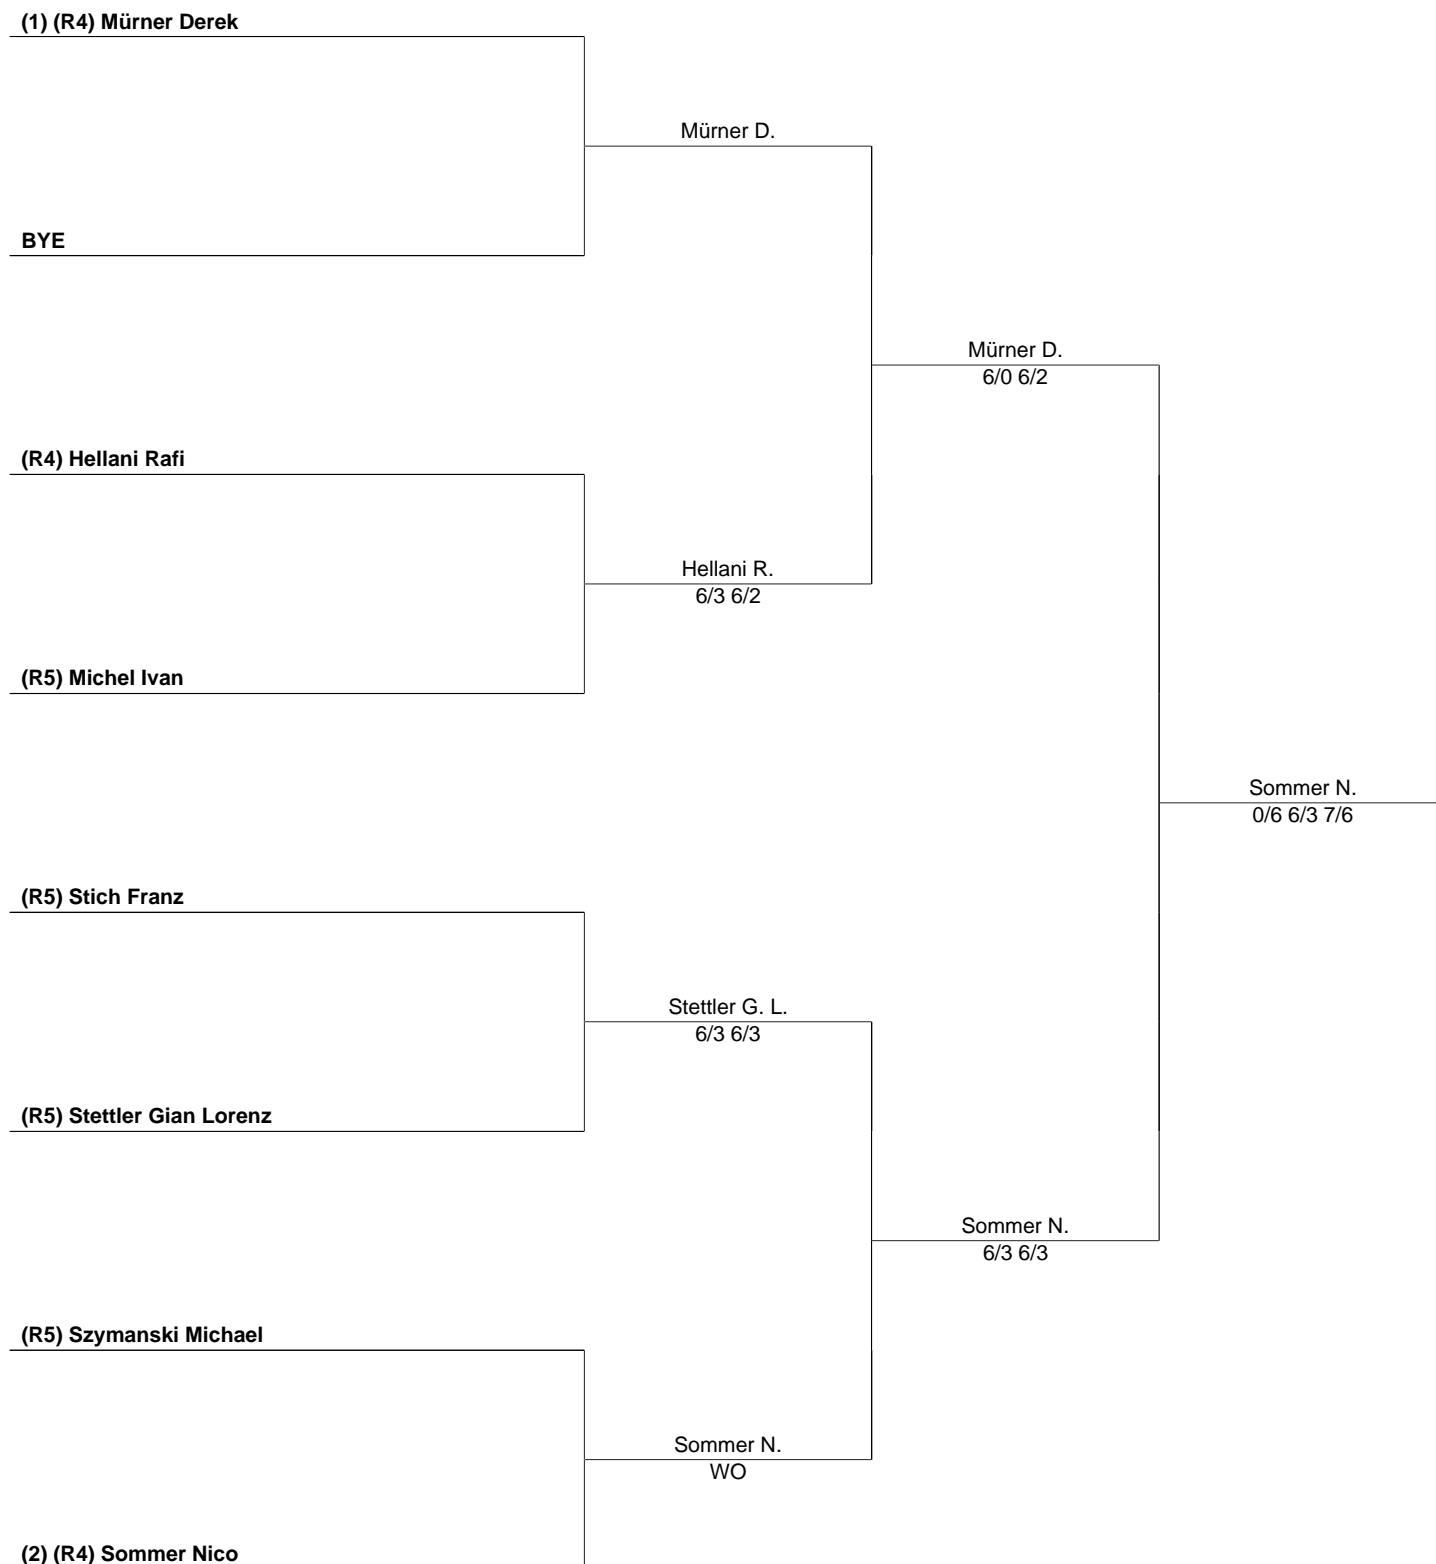 (1) (R4) Mürner Derek
Mürner D.
BYE
Mürner D.
6/0 6/2
(R4) Hellani Rafi
Hellani R.
6/3 6/2
(R5) Michel Ivan
Sommer N.
0/6 6/3 7/6
(R5) Stich Franz
Stettler G. L.
6/3 6/3
(R5) Stettler Gian Lorenz
Sommer N.
6/3 6/3
(R5) Szymanski Michael
Sommer N.
WO
(2) (R4) Sommer Nico